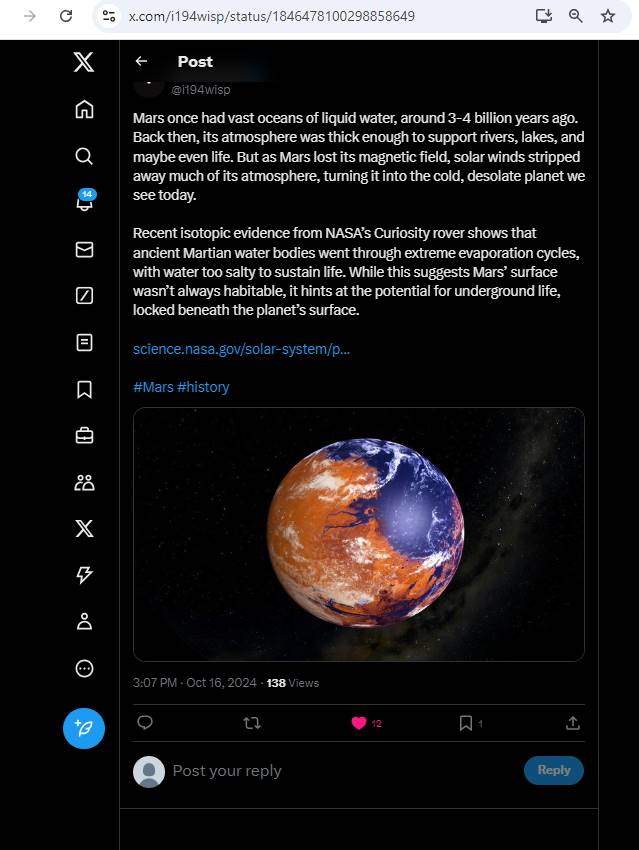 x.com/i194wisp/status/1846478100298858649
Post
@i194wisp
Mars once had vast oceans of liquid water, around 3-4 billion years ago.
Back then, its atmosphere was thick enough to support rivers, lakes, and
maybe even life. But as Mars lost its magnetic field, solar winds stripped
away much of its atmosphere, turning it into the cold, desolate planet we
see today.
Recent isotopic evidence from NASA’s Curiosity rover shows that
ancient Martian water bodies went through extreme evaporation cycles,
with water too salty to sustain life. While this suggests Mars’ surface
wasn’t always habitable, it hints at the potential for underground life,
locked beneath the planet’s surface.
science.nasa.gov/solar-system/p...
#Mars #history
14
3:07 PM · Oct 16, 2024 · 138 Views
12
1
Post your reply
Reply